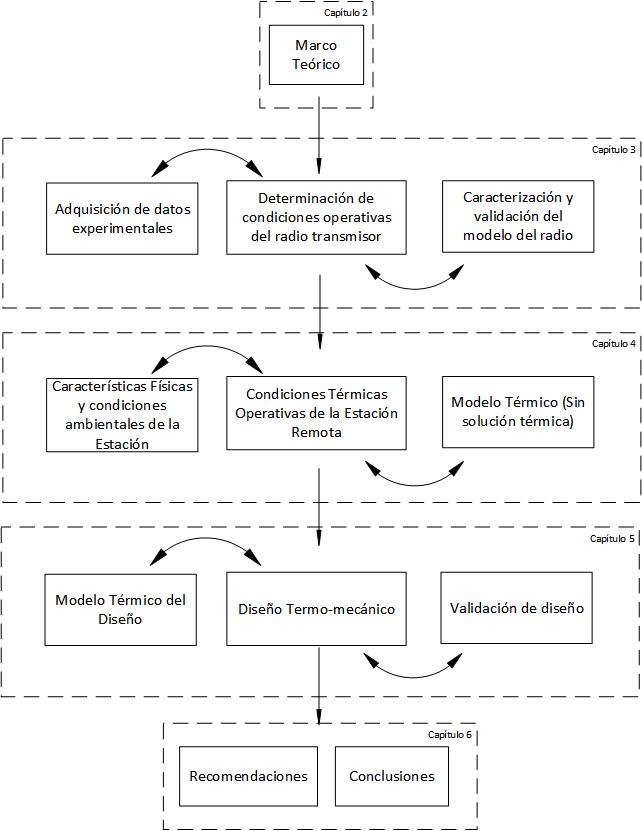 Capítulo 2
Marco
Teórico
Capítulo 3
Adquisición de datos
experimentales
Determinación de
condiciones operativas
del radio transmisor
Caracterización y
validación del
modelo del radio
Capítulo 4
Características Físicas
y condiciones
ambientales de la
Estación
Condiciones Térmicas
Operativas de la Estación
Remota
Modelo Térmico (Sin
solución térmica)
Capítulo 5
Modelo Térmico del
Diseño
Diseño Termo-mecánico
Validación de diseño
Capítulo 6
Recomendaciones
Conclusiones